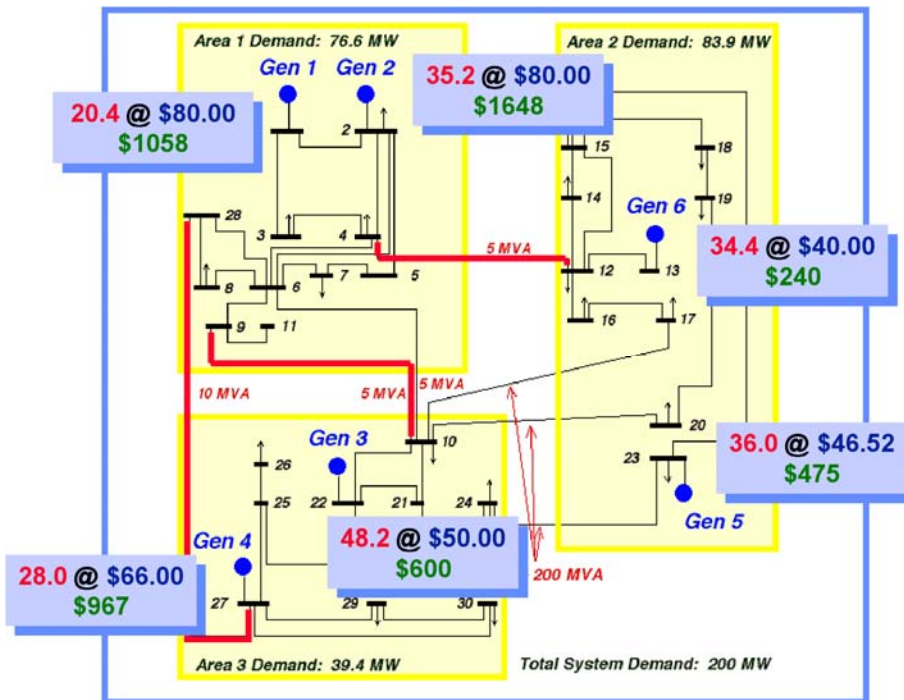 Area 1 Demand: 76.6 MW
Area 2 Demand: 83.9 MW
Gen 1
Gen 2
35.2 @ $80.00
$1648
20.4 @ $80.00
$1058
2
15
18
14
19
28
Gen 6
3
4
5 MVA
34.4 @ $40.00
$240
8
6
7
5
12
13
9
11
16
17
10 MVA
5 MVA
5 MVA
20
Gen 3
10
36.0 @ $46.52
$475
26
23
25
22
21
24
Gen 5
Gen 4
48.2 @ $50.00
$600
28.0 @ $66.00
$967
200 MVA
27
29
30
Area 3 Demand: 39.4 MW
Total System Demand: 200 MW